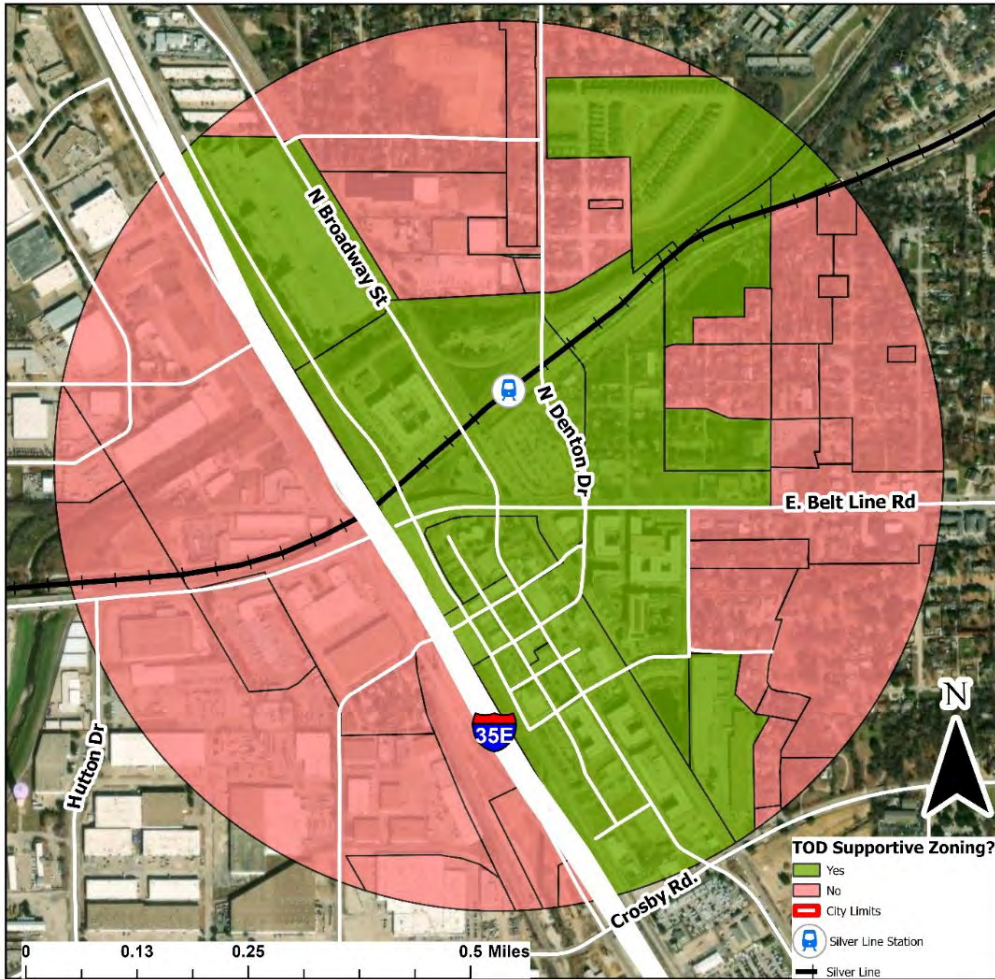 N Broadway St
N Denton Dr
E. Belt Line Rd
35E
Hutton Dr
Crosby Rd.
N
TOD Supportive Zoning?
Yes
No
City Limits
Silver Line Station
Silver Line
0 0.13 0.25 0.5 Miles